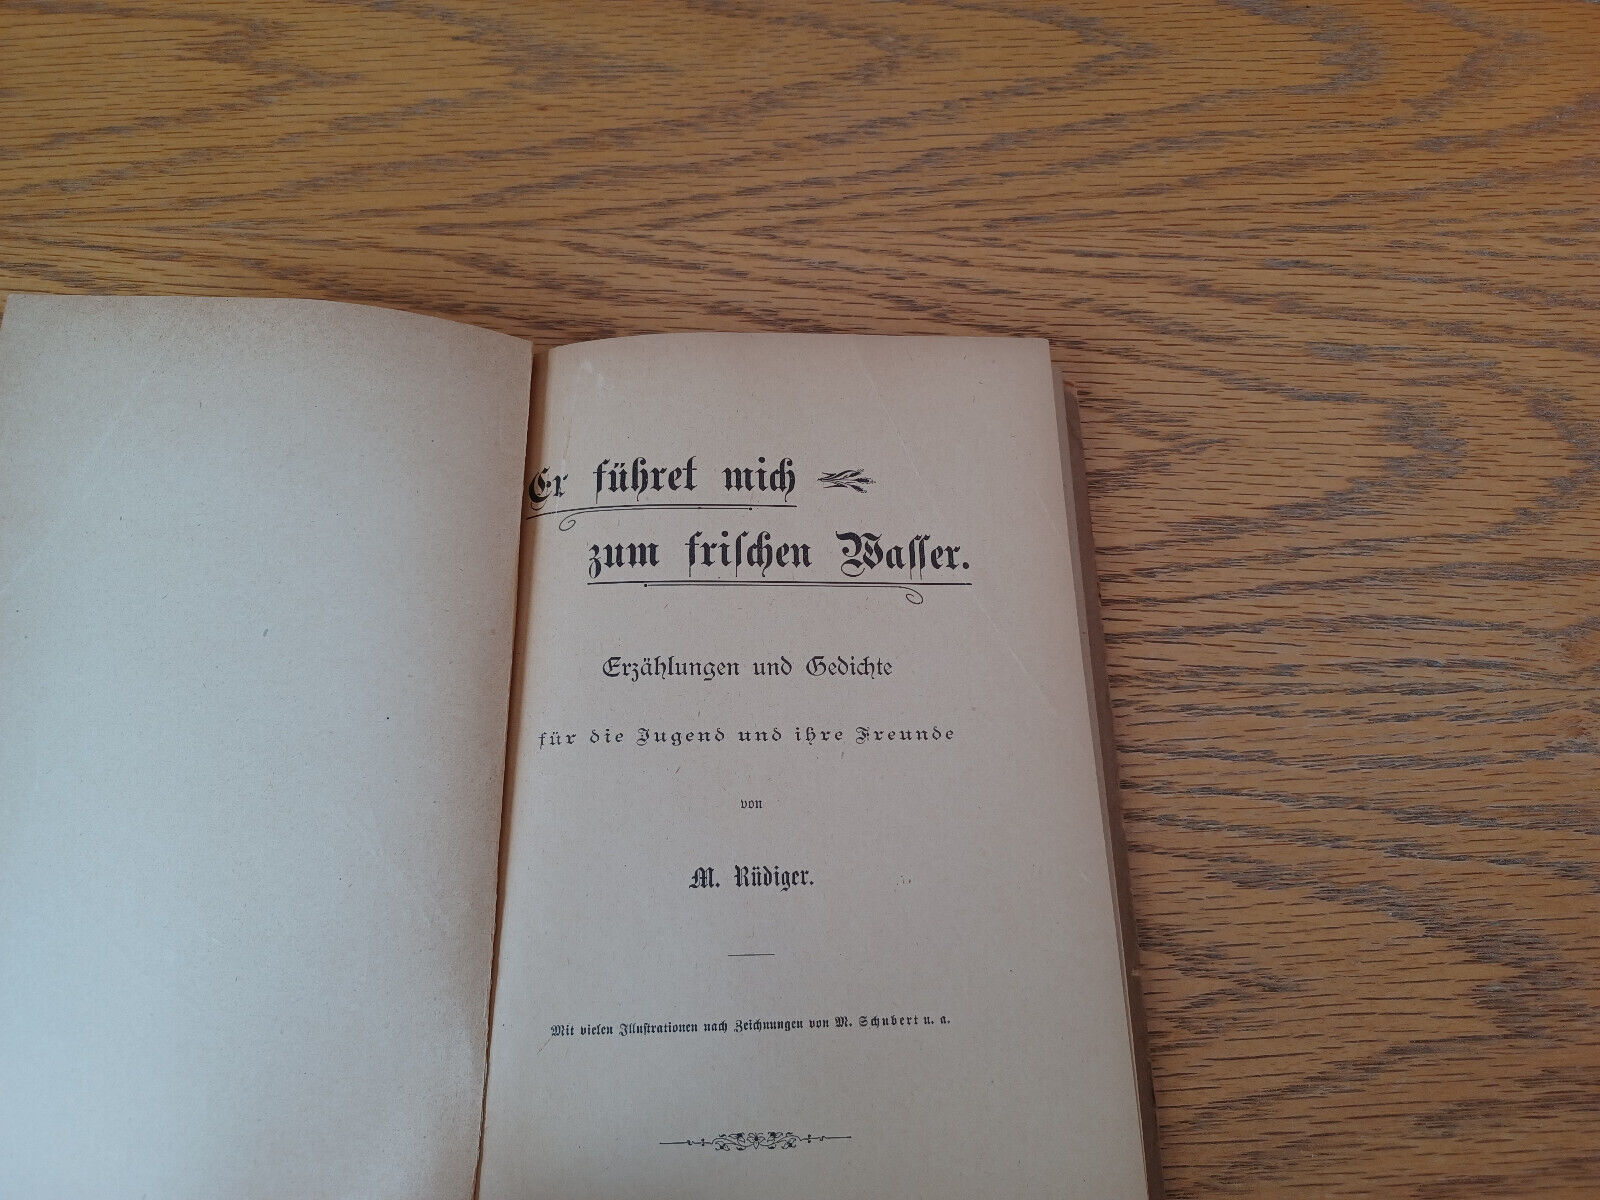 Er führet mich
zum frischen Wasser.
Erzählungen und Gedichte
für die Jugend und ihre Freunde
von
M. Rüdiger.
Mit vielen Illustrationen nach Zeichnungen von M. Schubert u. a.